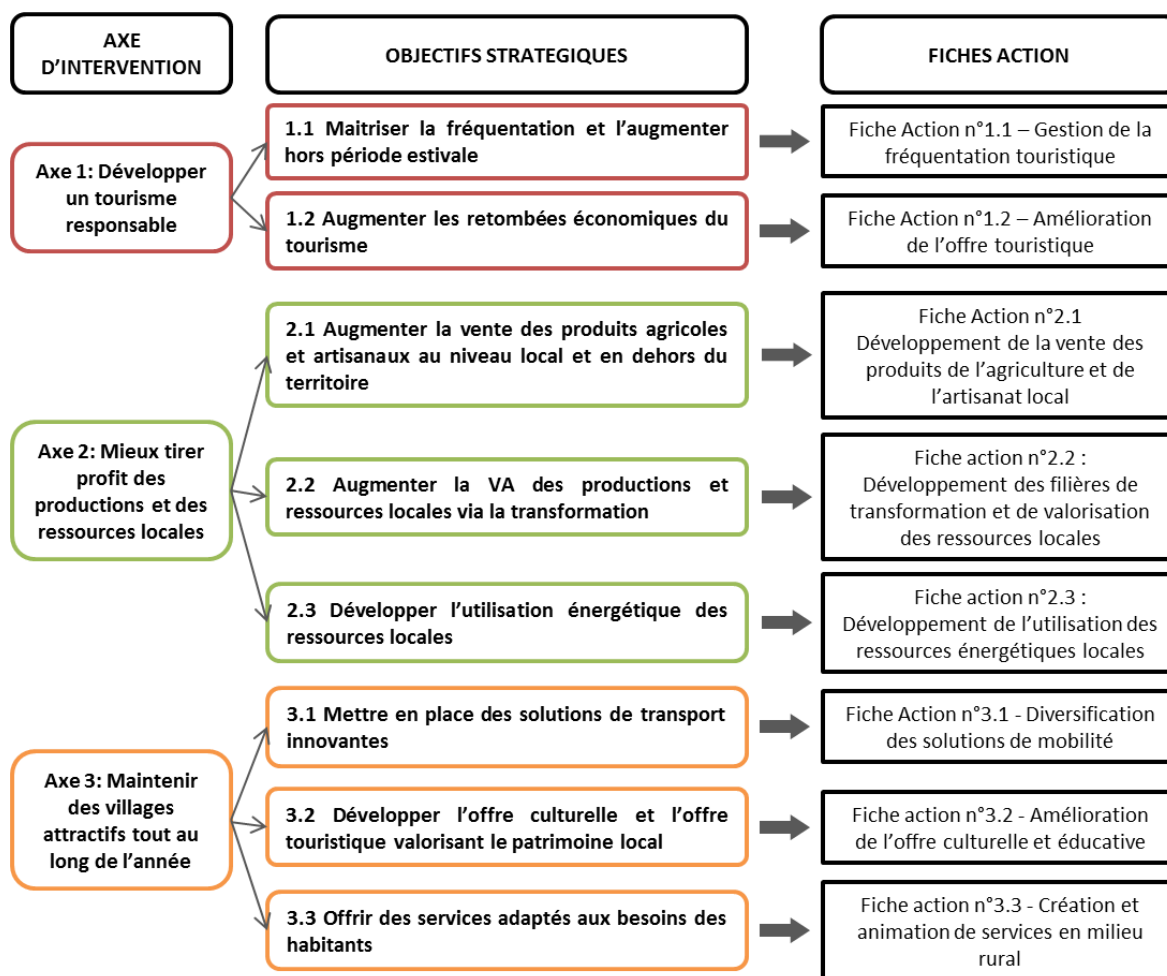 AXE
D'INTERVENTION
OBJECTIFS STRATEGIQUES
FICHES ACTION
Axe 1: Développer
un tourisme
responsable
1.1 Maitriser la fréquentation et l'augmenter
hors période estivale
Fiche Action n°1.1 – Gestion de la
fréquentation touristique
1.2 Augmenter les retombées économiques du
tourisme
Fiche Action n°1.2 – Amélioration
de l'offre touristique
Axe 2: Mieux tirer
profit des
productions et des
ressources locales
2.1 Augmenter la vente des produits agricoles
et artisanaux au niveau local et en dehors du
territoire
Fiche Action n°2.1
Développement de la vente des
produits de l'agriculture et de
l'artisanat local
2.2 Augmenter la VA des productions et
ressources locales via la transformation
Fiche action n°2.2 :
Développement des filières de
transformation et de valorisation
des ressources locales
2.3 Développer l'utilisation énergétique des
ressources locales
Fiche action n°2.3 :
Développement de l'utilisation des
ressources énergétiques locales
Axe 3: Maintenir
des villages
attractifs tout au
long de l'année
3.1 Mettre en place des solutions de transport
innovantes
Fiche Action n°3.1 - Diversification
des solutions de mobilité
3.2 Développer l'offre culturelle et l'offre
touristique valorisant le patrimoine local
Fiche action n°3.2 - Amélioration
de l'offre culturelle et éducative
3.3 Offrir des services adaptés aux besoins des
habitants
Fiche action n°3.3 - Création et
animation de services en milieu
rural